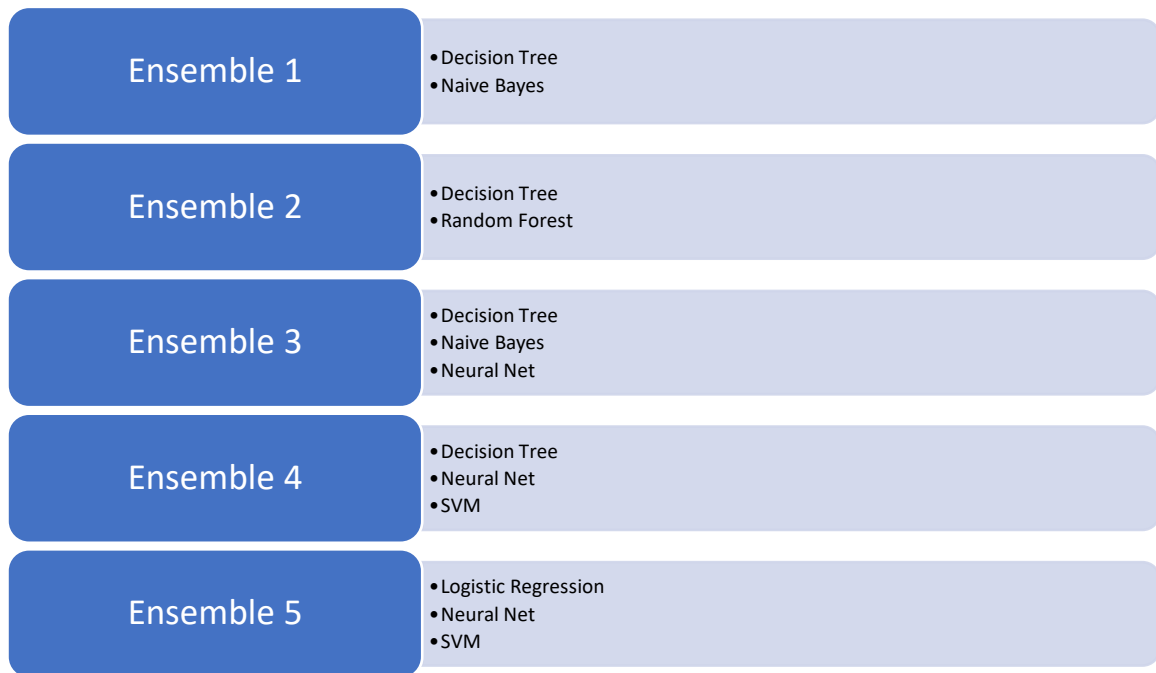 Ensemble 1
•Decision Tree
•Naive Bayes
Ensemble 2
•Decision Tree
•Random Forest
Ensemble 3
•Decision Tree
•Naive Bayes
•Neural Net
Ensemble 4
•Decision Tree
•Neural Net
•SVM
Ensemble 5
•Logistic Regression
•Neural Net
•SVM